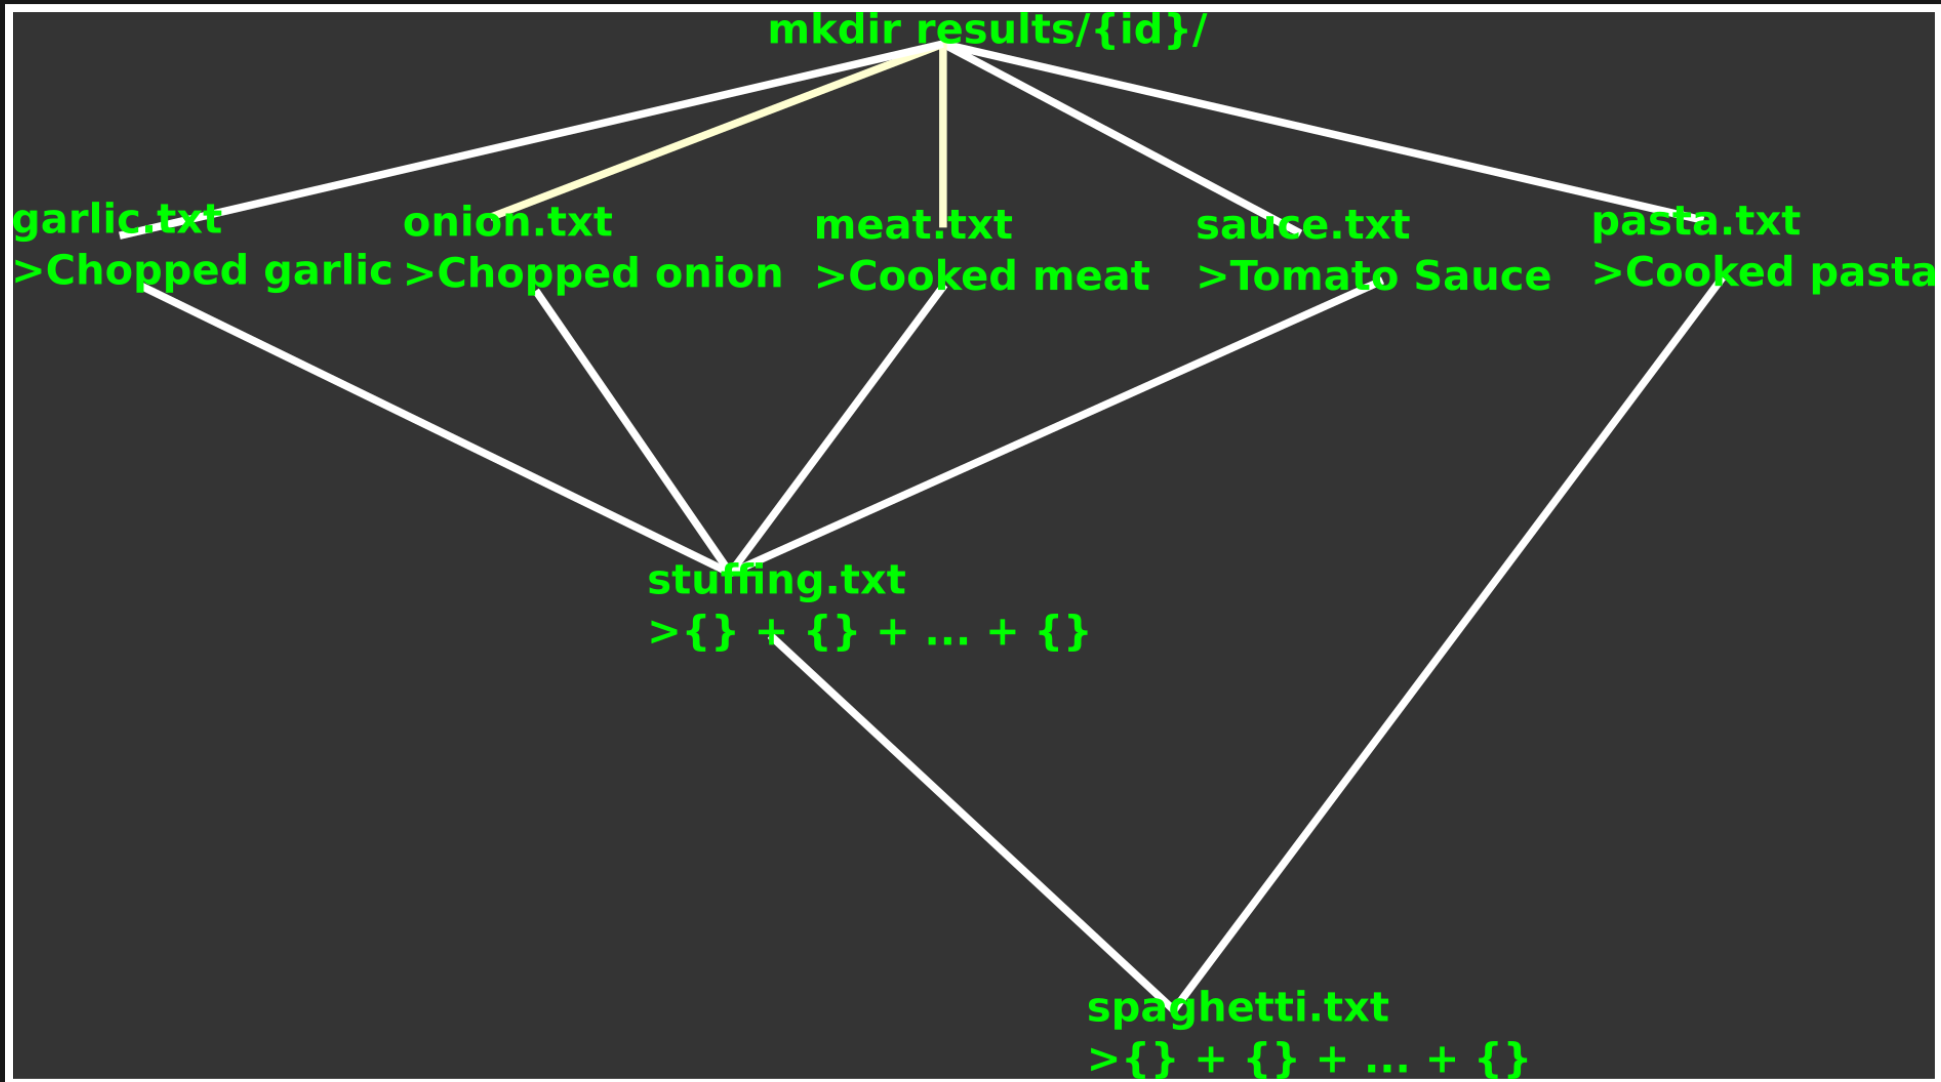 mkdir results/{id}/
garlic.txt
>Chopped garlic
onion.txt
>Chopped onion
meat.txt
>Cooked meat
sauce.txt
>Tomato Sauce
pasta.txt
>Cooked pasta
stuffing.txt
>{} + {} + ... + {}
spaghetti.txt
>{} + {} + ... + {}